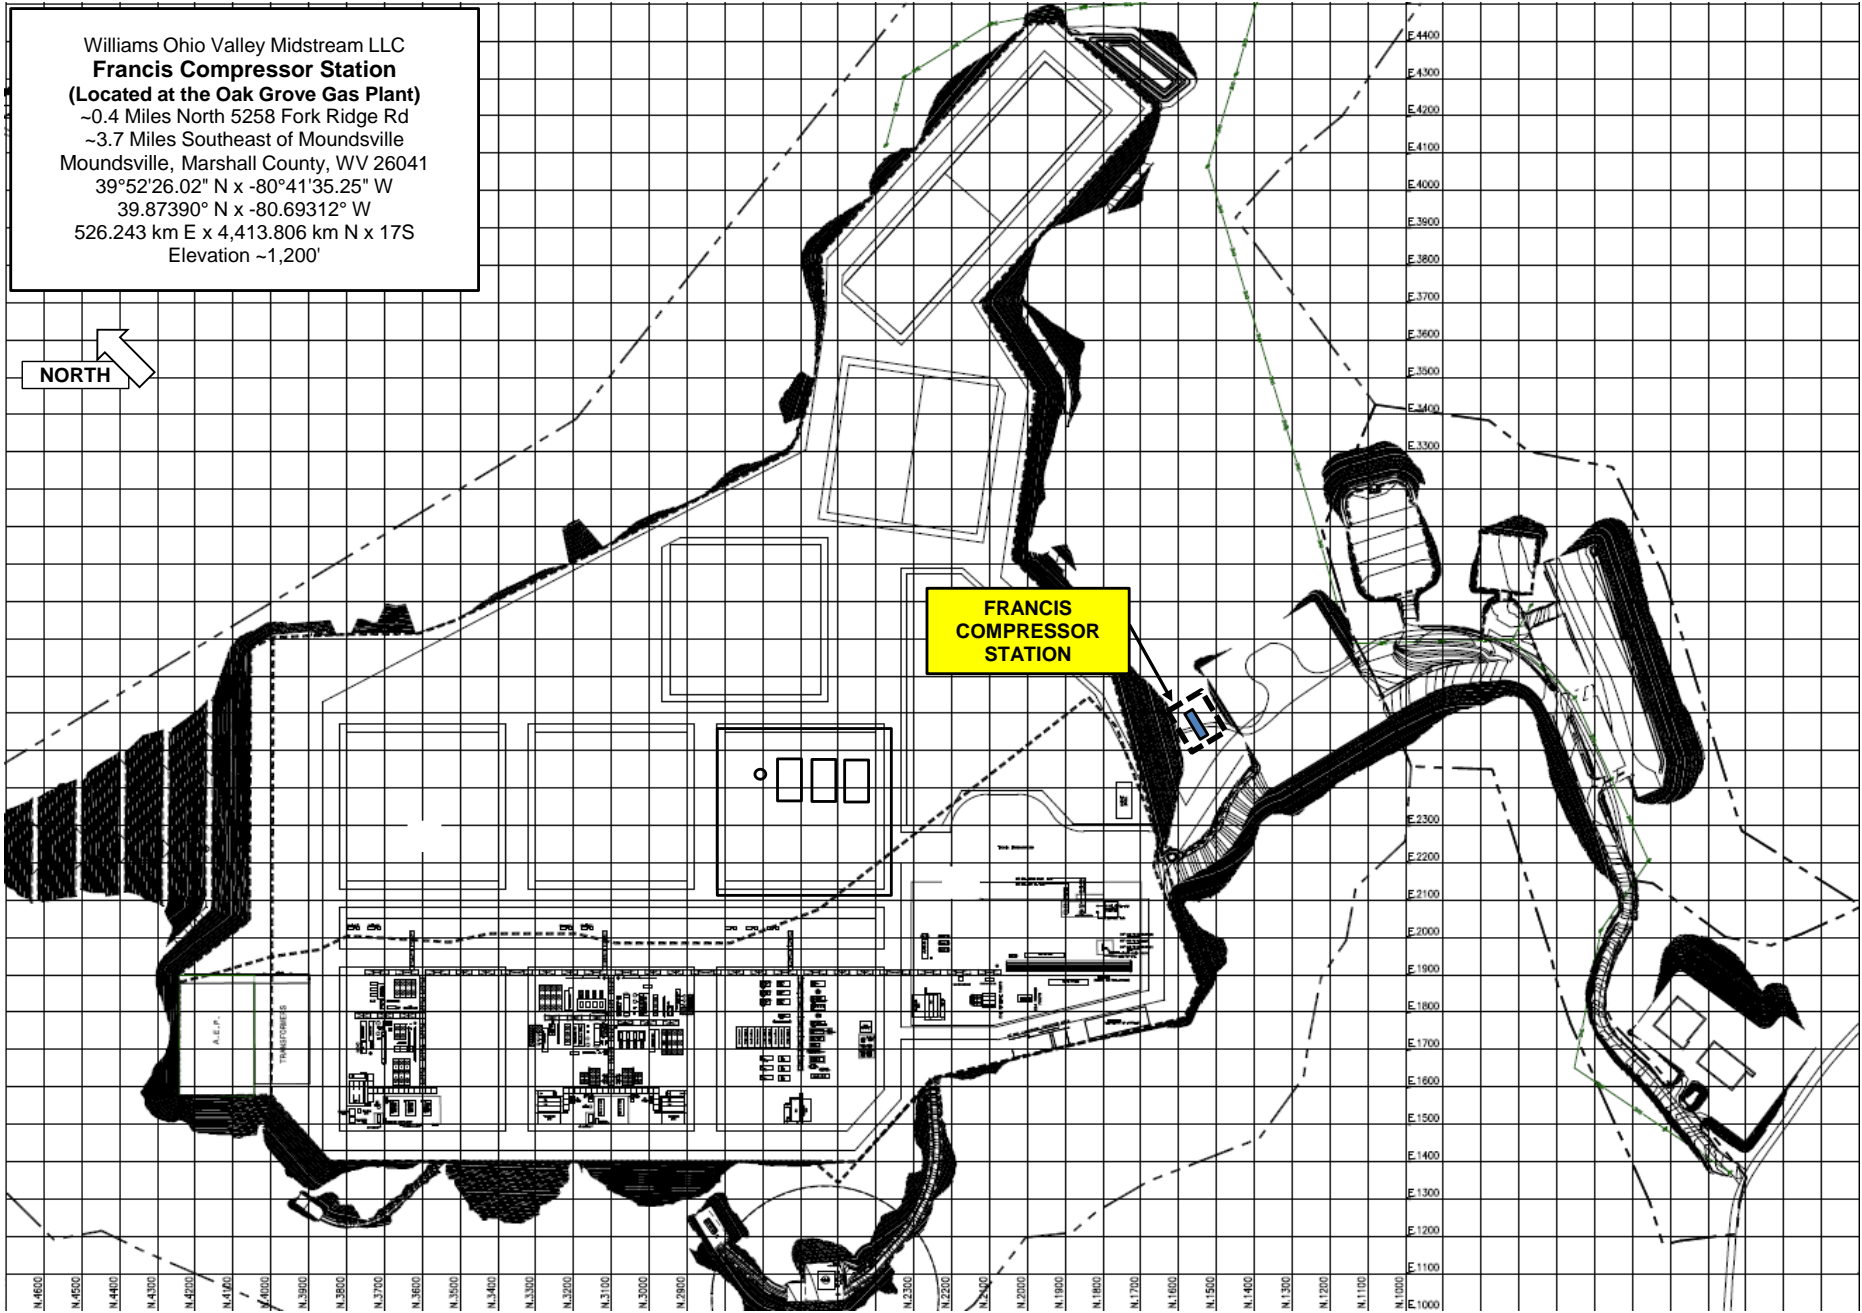 Williams Ohio Valley Midstream LLC
Francis Compressor Station
(Located at the Oak Grove Gas Plant)
~0.4 Miles North 5258 Fork Ridge Rd
~3.7 Miles Southeast of Moundsville
Moundsville, Marshall County, WV 26041
39°52'26.02" N x -80°41'35.25" W
39.87390° N x -80.69312° W
526.243 km E x 4,413.806 km N x 17S
Elevation ~1,200'
NORTH
FRANCIS
COMPRESSOR
STATION
E.4400
E.4300
E.4200
E.4100
E.4000
E.3900
E.3800
E.3700
E.3600
E.3500
E.3400
E.3300
E.2300
E.2200
E.2100
E.2000
E.1900
E.1800
E.1700
E.1600
E.1500
E.1400
E.1300
E.1200
E.1100
E.1000
A.E.P.
TRANSFORMERS
N.4600
N.4500
N.4400
N.4300
N.4200
N.4100
N.4000
N.3900
N.3800
N.3700
N.3600
N.3500
N.3400
N.3300
N.3200
N.3100
N.3000
N.2900
N.2300
N.2200
N.2100
N.2000
N.1900
N.1800
N.1700
N.1600
N.1500
N.1400
N.1300
N.1200
N.1100
N.1000